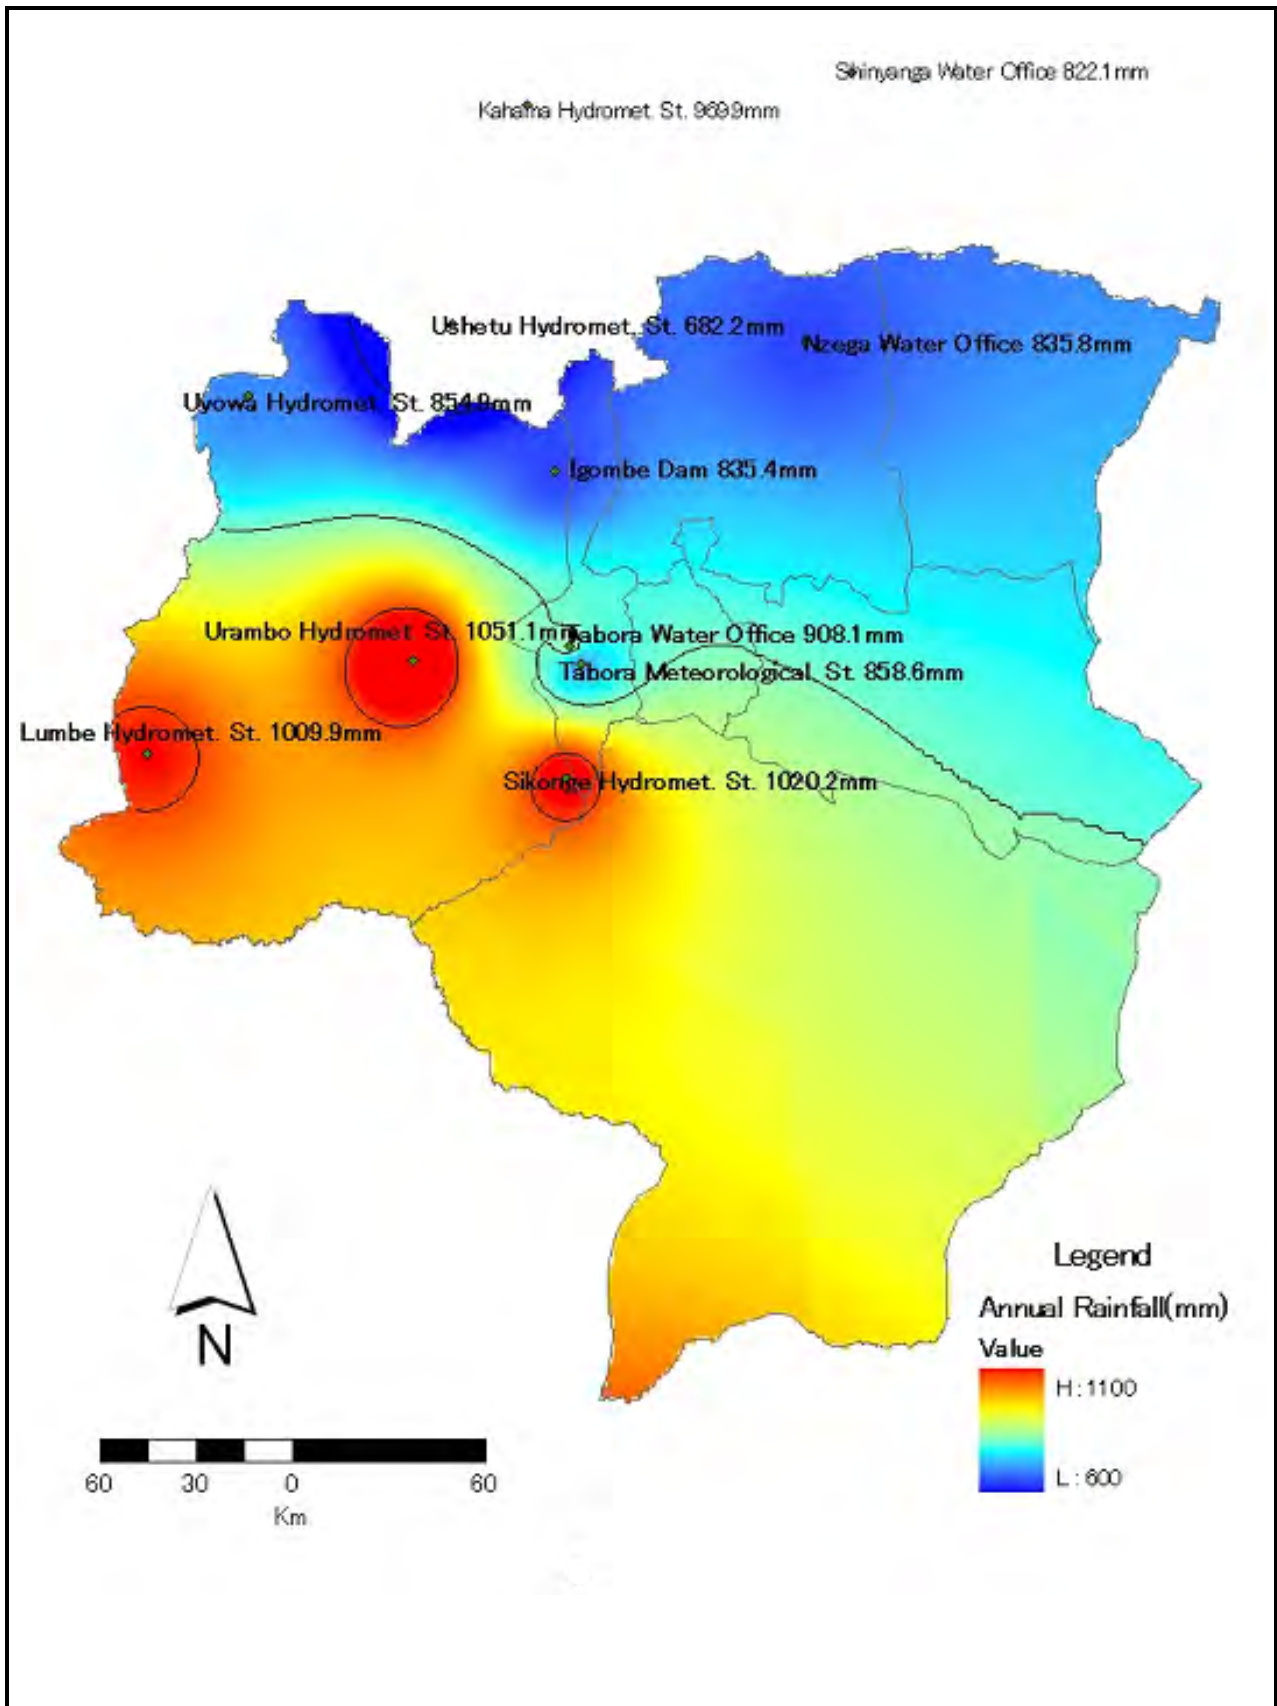 Shinyanga Water Office 822.1mm
Kahama Hydromet. St. 969.9mm
Ushetu Hydromet. St. 682.2mm
Nzega Water Office 835.8mm
Uyowa Hydromet. St. 854.9mm
Igombe Dam 835.4mm
Urambo Hydromet. St. 1051.1mm
Tabora Water Office 908.1mm
Tabora Meteorological. St. 858.6mm
Lumbe Hydromet. St. 1009.9mm
Sikonge Hydromet. St. 1020.2mm
N
Legend
Annual Rainfall(mm)
Value
H : 1100
L : 600
60 30 0 60
Km